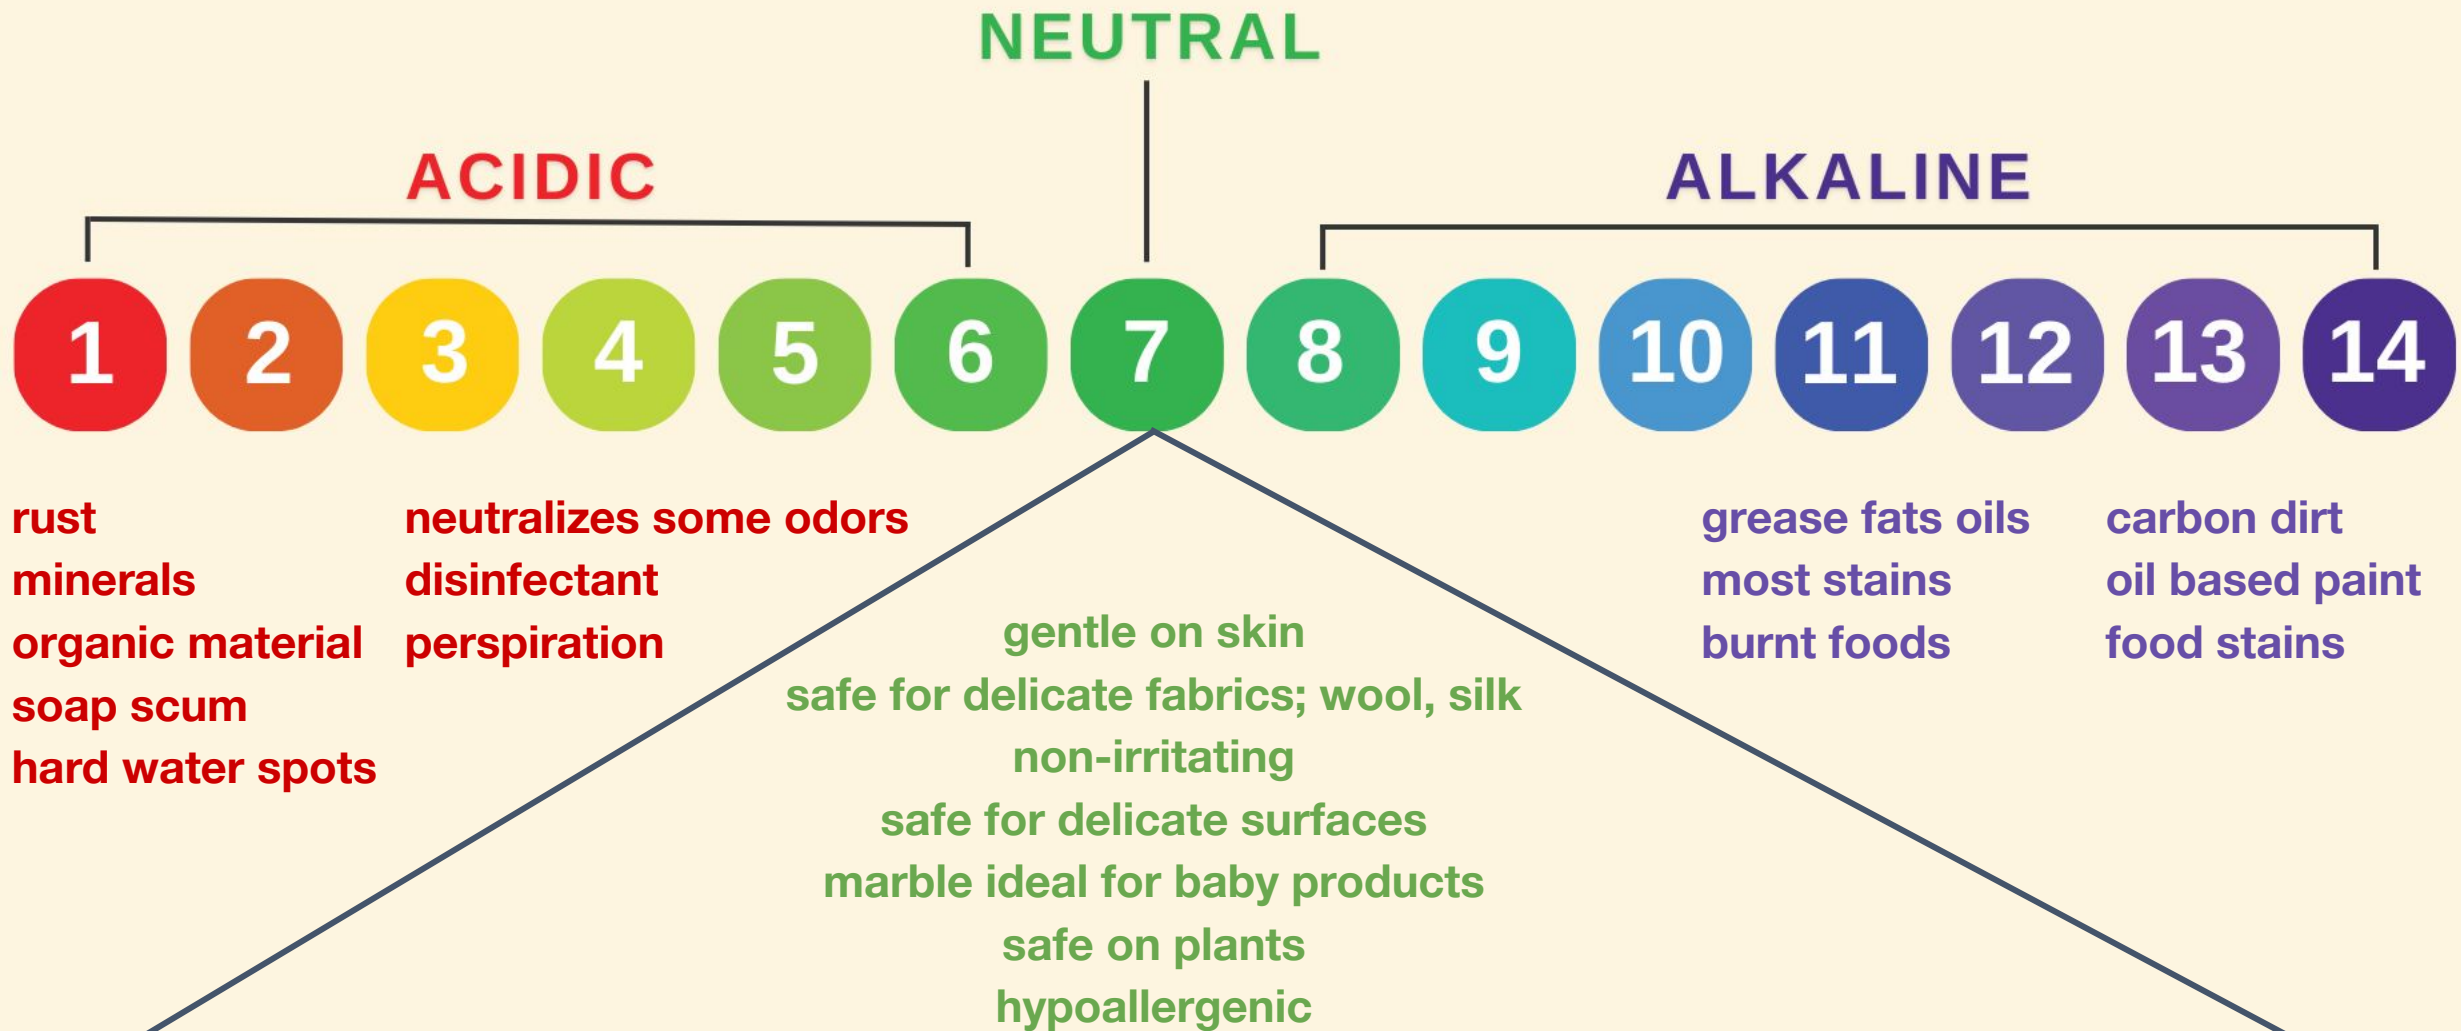 NEUTRAL
ACIDIC
ALKALINE
1 2 3 4 5 6 7 8 9 10 11 12 13 14
rust
minerals
organic material
soap scum
hard water spots
neutralizes some odors
disinfectant
perspiration
gentle on skin
safe for delicate fabrics; wool, silk
non-irritating
safe for delicate surfaces
marble ideal for baby products
safe on plants
hypoallergenic
grease fats oils
most stains
burnt foods
carbon dirt
oil based paint
food stains